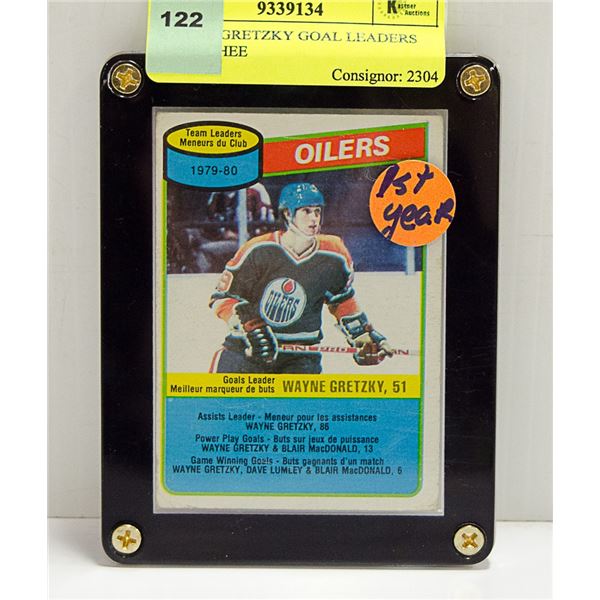 122
9339134
Kastner
Auctions
GRETZKY GOAL LEADERS
HEE
Consignor: 2304
Team Leaders
Meneurs du Club
1979-80
OILERS
1st
year
OILERS
Goals Leader
Meilleur marqueur de buts
WAYNE GRETZKY, 51
Assists Leader - Meneur pour les assistances
WAYNE GRETZKY, 86
Power Play Goals - Buts sur jeux de puissance
WAYNE GRETZKY & BLAIR MacDONALD, 13
Game Winning Goals - Buts gagnants d'un match
WAYNE GRETZKY, DAVE LUMLEY & BLAIR MacDONALD, 6